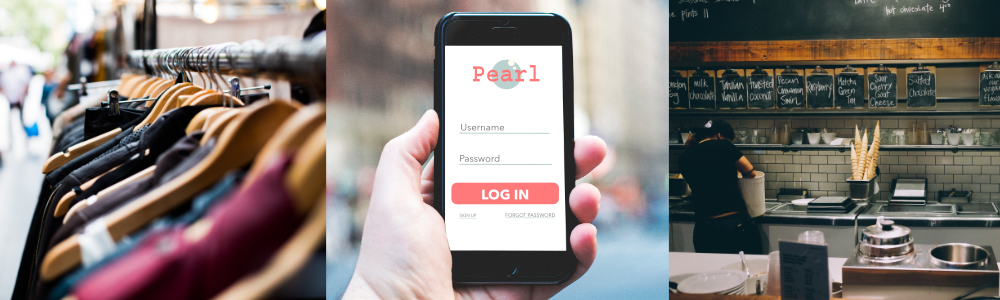 Pearl
Username
Password
LOG IN
SIGN UP
FORGOT PASSWORD
pints 11
hot chocolate
milk chocolate
Tahitian Vanilla
toasted coconut
Pecan Cinnamon Swirl
Raspberry
Matcha Green Tea
Sour Cherry Goat Cheese
Salted Chocolate